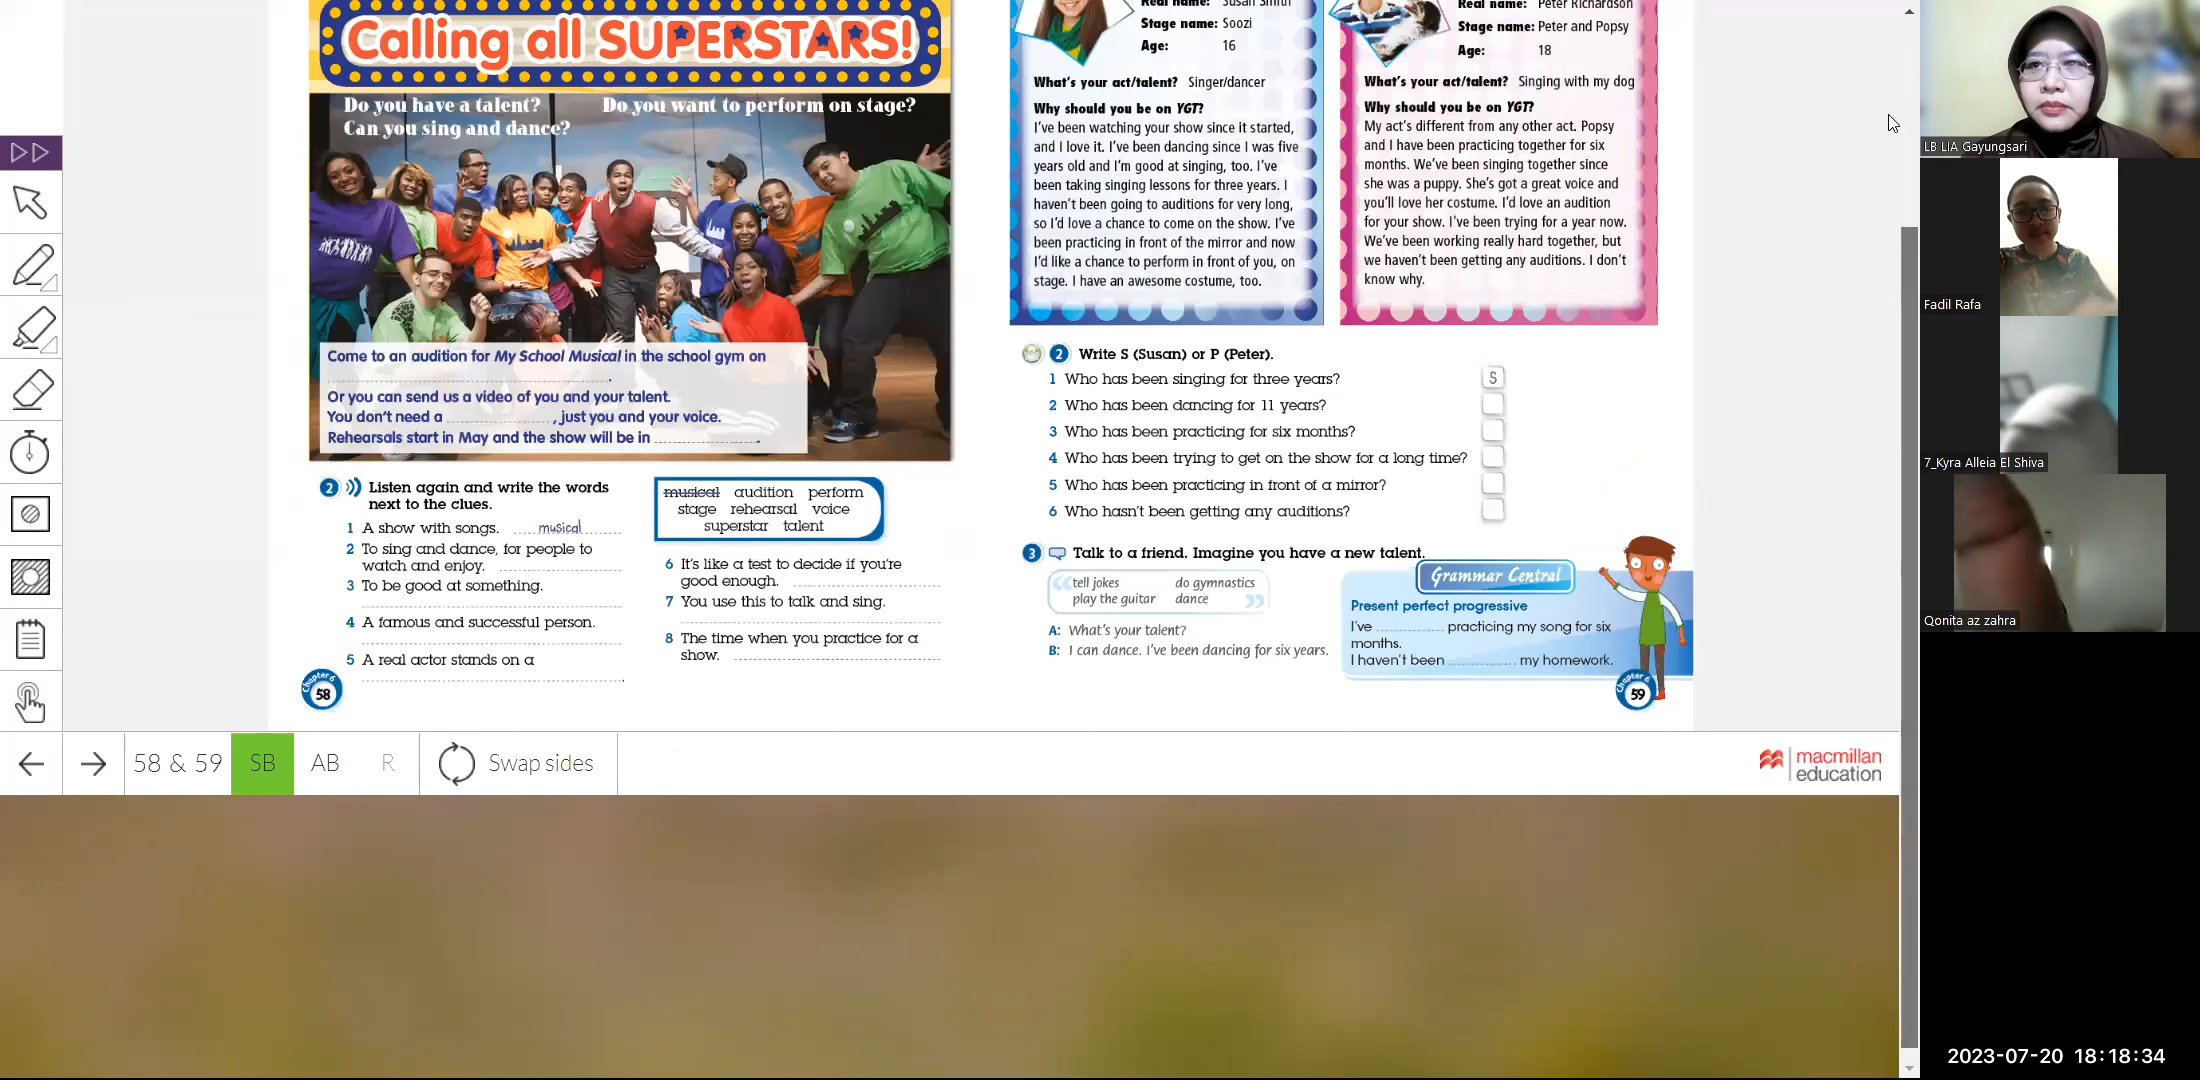 Calling all SUPERSTARS!
Do you have a talent? Do you want to perform on stage?
Can you sing and dance?
Come to an audition for My School Musical in the school gym on
.
Or you can send us a video of you and your talent.
You don't need a , just you and your voice.
Rehearsals start in May and the show will be in .
2 Listen again and write the words
next to the clues.
1 A show with songs. musical
2 To sing and dance, for people to
watch and enjoy.
3 To be good at something.
4 A famous and successful person.
5 A real actor stands on a
.
musical audition perform
stage rehearsal voice
superstar talent
6 It's like a test to decide if you're
good enough.
7 You use this to talk and sing.
8 The time when you practice for a
show.
Chapter 6
58
Real name: Susan Smith
Stage name: Soozi
Age: 16
What's your act/talent? Singer/dancer
Why should you be on YGT?
I've been watching your show since it started,
and I love it. I've been dancing since I was five
years old and I'm good at singing, too. I've
been taking singing lessons for three years. I
haven't been going to auditions for very long,
so I'd love a chance to come on the show. I've
been practicing in front of the mirror and now
I'd like a chance to perform in front of you, on
stage. I have an awesome costume, too.
Real name: Peter Richardson
Stage name: Peter and Popsy
Age: 18
What's your act/talent? Singing with my dog
Why should you be on YGT?
My act's different from any other act. Popsy
and I have been practicing together for six
months. We've been singing together since
she was a puppy. She's got a great voice and
you'll love her costume. I'd love an audition
for your show. I've been trying for a year now.
We've been working really hard together, but
we haven't been getting any auditions. I don't
know why.
2 Write S (Susan) or P (Peter).
1 Who has been singing for three years? S
2 Who has been dancing for 11 years?
3 Who has been practicing for six months?
4 Who has been trying to get on the show for a long time?
5 Who has been practicing in front of a mirror?
6 Who hasn't been getting any auditions?
3 Talk to a friend. Imagine you have a new talent.
tell jokes do gymnastics
play the guitar dance
A: What's your talent?
B: I can dance. I've been dancing for six years.
Grammar Central
Present perfect progressive
I've practicing my song for six
months.
I haven't been my homework.
Chapter 6
59
58 & 59 SB AB R Swap sides
macmillan
education
LB LIA Gayungsari
Fadil Rafa
7_Kyra Alleia El Shiva
Qonita az zahra
2023-07-20 18:18:34